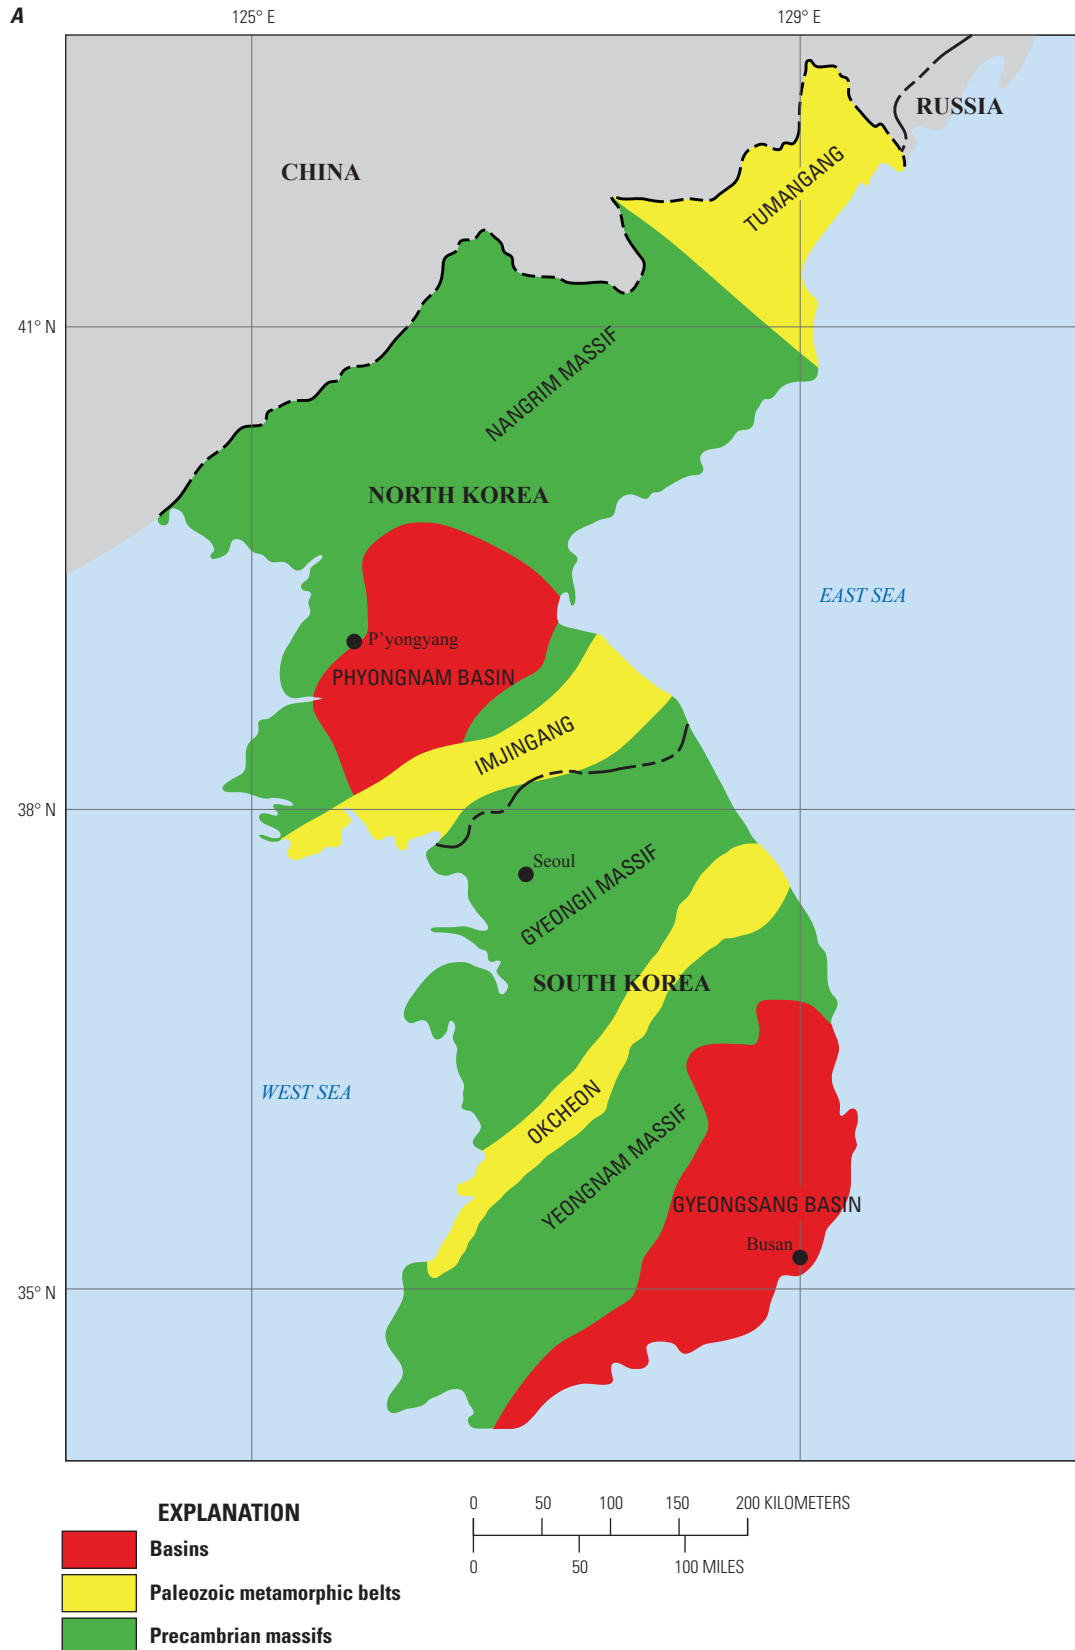 A
125° E
129° E
RUSSIA
CHINA
TUMANGANG
41° N
NANGRIM MASSIF
NORTH KOREA
EAST SEA
P’yongyang
PHYONGNAM BASIN
IMJINGANG
38° N
Seoul
GYEONGII MASSIF
SOUTH KOREA
WEST SEA
OKCHEON
YEONGNAM MASSIF
GYEONGSANG BASIN
Busan
35° N
EXPLANATION
Basins
Paleozoic metamorphic belts
Precambrian massifs
0 50 100 150 200 KILOMETERS
0 50 100 MILES